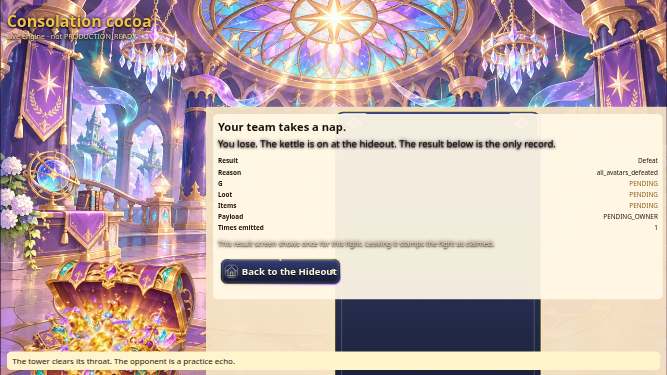 Consolation cocoa
Live engine · not PRODUCTION_READY
Your team takes a nap.
You lose. The kettle is on at the hideout. The result below is the only record.
Result Defeat
Reason all_avatars_defeated
G PENDING
Loot PENDING
Items PENDING
Payload PENDING_OWNER
Times emitted 1
This result screen shows once for this fight. Leaving it stamps the fight as claimed.
Back to the Hideout
The tower clears its throat. The opponent is a practice echo.